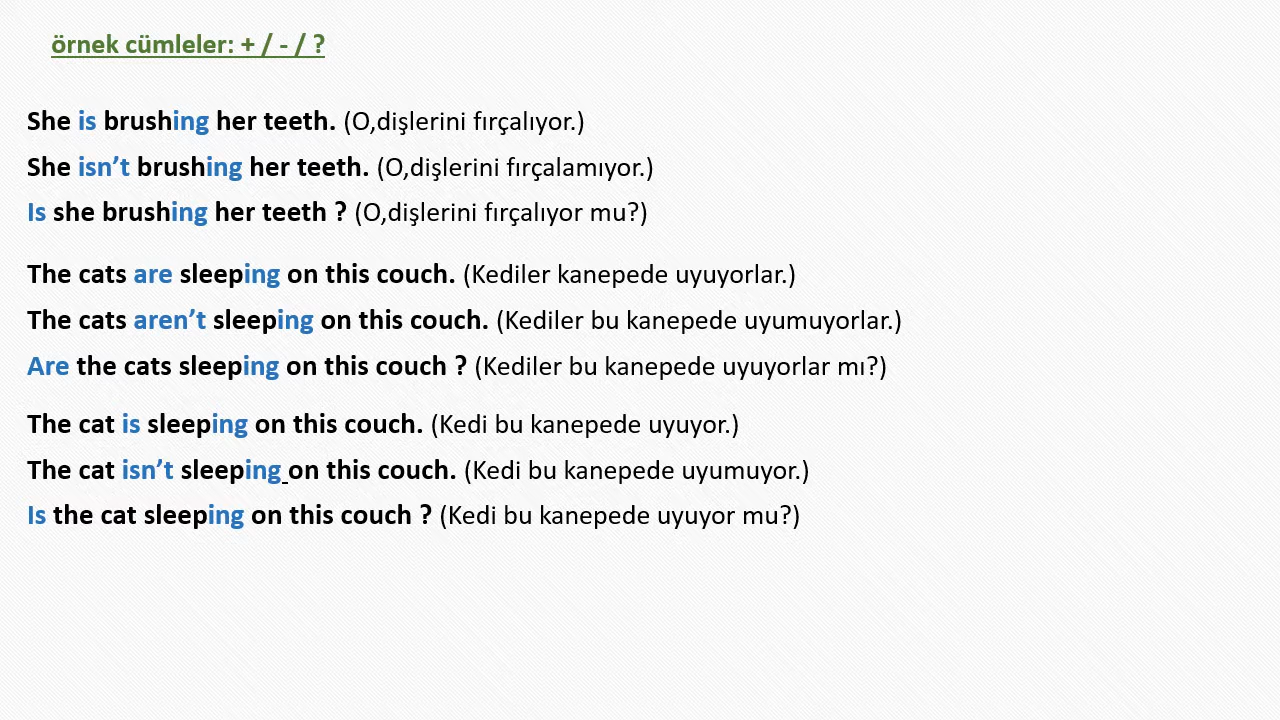 örnek cümleler: + / - / ?
She is brushing her teeth. (O,dişlerini fırçalıyor.)
She isn’t brushing her teeth. (O,dişlerini fırçalamıyor.)
Is she brushing her teeth ? (O,dişlerini fırçalıyor mu?)
The cats are sleeping on this couch. (Kediler kanepede uyuyorlar.)
The cats aren’t sleeping on this couch. (Kediler bu kanepede uyumuyorlar.)
Are the cats sleeping on this couch ? (Kediler bu kanepede uyuyorlar mı?)
The cat is sleeping on this couch. (Kedi bu kanepede uyuyor.)
The cat isn’t sleeping on this couch. (Kedi bu kanepede uyumuyor.)
Is the cat sleeping on this couch ? (Kedi bu kanepede uyuyor mu?)